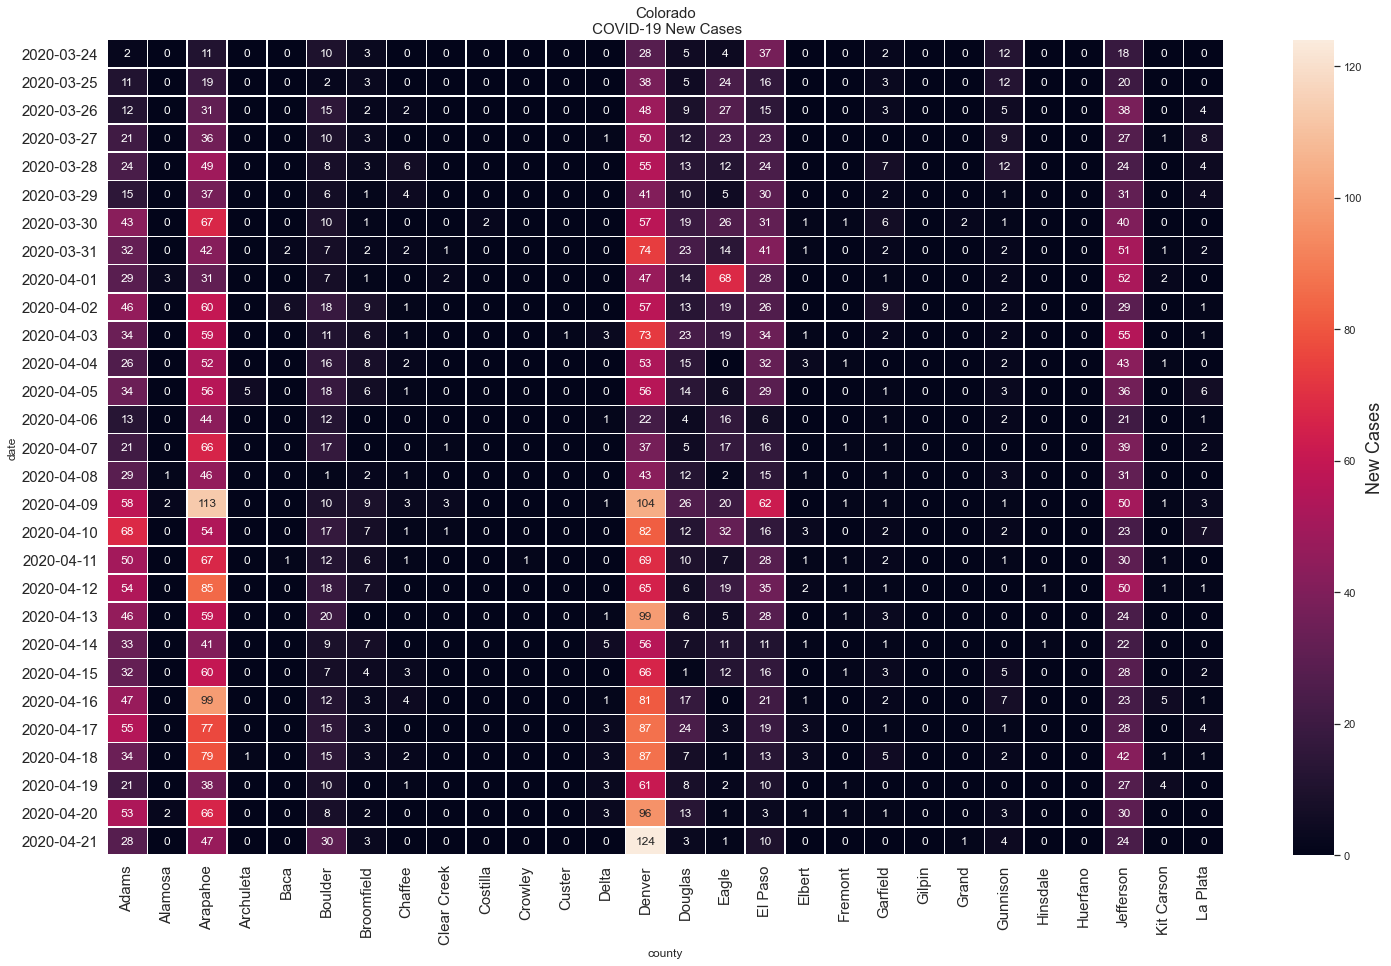 Colorado
COVID-19 New Cases
2020-03-24 2 0 11 0 0 10 3 0 0 0 0 0 0 28 5 4 37 0 0 2 0 0 12 0 0 18 0 0
2020-03-25 11 0 19 0 0 2 3 0 0 0 0 0 0 38 5 24 16 0 0 3 0 0 12 0 0 20 0 0
2020-03-26 12 0 31 0 0 15 2 2 0 0 0 0 0 48 9 27 15 0 0 0 0 0 5 0 0 38 0 4
2020-03-27 21 0 36 0 0 10 3 0 0 0 0 0 1 50 12 23 23 0 0 0 0 0 9 0 0 27 1 8
2020-03-28 24 0 49 0 0 8 3 6 0 0 0 0 0 55 13 12 24 0 0 7 0 0 12 0 0 24 0 4
2020-03-29 15 0 37 0 0 6 1 4 0 0 0 0 0 41 10 5 30 0 0 2 0 0 1 0 0 31 0 4
2020-03-30 43 0 67 0 0 10 1 0 0 2 0 0 0 57 19 26 31 1 1 6 0 2 1 0 0 40 0 0
2020-03-31 32 0 42 0 2 7 2 2 1 0 0 0 0 74 23 14 41 1 0 2 0 0 2 0 0 51 1 2
2020-04-01 29 3 31 0 0 7 1 0 2 0 0 0 0 47 14 68 28 0 0 1 0 0 2 0 0 52 2 0
2020-04-02 46 0 60 0 6 18 9 1 0 0 0 0 0 57 13 19 26 0 0 9 0 0 2 0 0 29 0 1
2020-04-03 34 0 59 0 0 11 6 1 0 0 0 1 3 73 23 19 34 1 0 2 0 0 2 0 0 55 0 1
2020-04-04 26 0 52 0 0 16 8 2 0 0 0 0 0 53 15 0 32 3 1 0 0 0 2 0 0 43 1 0
2020-04-05 34 0 56 5 0 18 6 1 0 0 0 0 0 56 14 6 29 0 0 1 0 0 3 0 0 36 0 6
2020-04-06 13 0 44 0 0 12 0 0 0 0 0 0 1 22 4 16 6 0 0 1 0 0 2 0 0 21 0 1
2020-04-07 21 0 66 0 0 17 0 0 1 0 0 0 0 37 5 17 16 0 1 1 0 0 0 0 0 39 0 2
2020-04-08 29 1 46 0 0 1 2 1 0 0 0 0 0 43 12 2 15 1 0 1 0 0 3 0 0 31 0 0
2020-04-09 58 2 113 0 0 10 9 3 3 0 0 0 1 104 26 20 62 0 1 1 0 0 1 0 0 50 1 3
2020-04-10 68 0 54 0 0 17 7 1 1 0 0 0 0 82 12 32 16 3 0 2 0 0 2 0 0 23 0 7
2020-04-11 50 0 67 0 1 12 6 1 0 0 1 0 0 69 10 7 28 1 1 2 0 0 1 0 0 30 1 0
2020-04-12 54 0 85 0 0 18 7 0 0 0 0 0 0 65 6 19 35 2 1 1 0 0 0 1 0 50 1 1
2020-04-13 46 0 59 0 0 20 0 0 0 0 0 0 1 99 6 5 28 0 1 3 0 0 0 0 0 24 0 0
2020-04-14 33 0 41 0 0 9 7 0 0 0 0 0 5 56 7 11 11 1 0 1 0 0 0 1 0 22 0 0
2020-04-15 32 0 60 0 0 7 4 3 0 0 0 0 0 66 1 12 16 0 1 3 0 0 5 0 0 28 0 2
2020-04-16 47 0 99 0 0 12 3 4 0 0 0 0 1 81 17 0 21 1 0 2 0 0 7 0 0 23 5 1
2020-04-17 55 0 77 0 0 15 3 0 0 0 0 0 3 87 24 3 19 3 0 1 0 0 1 0 0 28 0 4
2020-04-18 34 0 79 1 0 15 3 2 0 0 0 0 3 87 7 1 13 3 0 5 0 0 2 0 0 42 1 1
2020-04-19 21 0 38 0 0 10 0 1 0 0 0 0 3 61 8 2 10 0 1 0 0 0 0 0 0 27 4 0
2020-04-20 53 2 66 0 0 8 2 0 0 0 0 0 3 96 13 1 3 1 1 1 0 0 3 0 0 30 0 0
2020-04-21 28 0 47 0 0 30 3 0 0 0 0 0 0 124 3 1 10 0 0 0 0 1 4 0 0 24 0 0
date
Adams Alamosa Arapahoe Archuleta Baca Boulder Broomfield Chaffee Clear Creek Costilla Crowley Custer Delta Denver Douglas Eagle El Paso Elbert Fremont Garfield Gilpin Grand Gunnison Hinsdale Huerfano Jefferson Kit Carson La Plata
county
120
100
80
60
40
20
0
New Cases